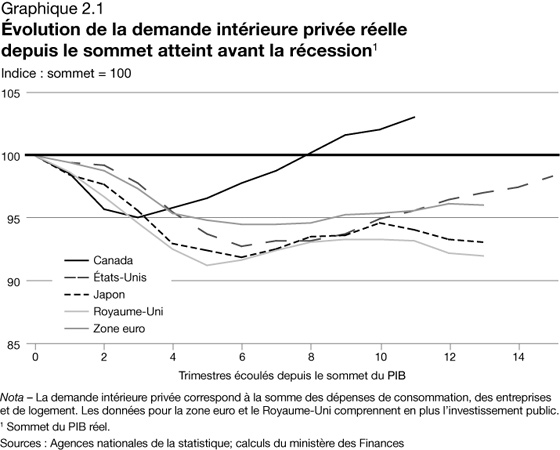 Graphique 2.1
Évolution de la demande intérieure privée réelle
depuis le sommet atteint avant la récession¹
Indice : sommet = 100
105
100
95
90
85
Canada
États-Unis
Japon
Royaume-Uni
Zone euro
0 2 4 6 8 10 12 14
Trimestres écoulés depuis le sommet du PIB
Nota – La demande intérieure privée correspond à la somme des dépenses de consommation, des entreprises
et de logement. Les données pour la zone euro et le Royaume-Uni comprennent en plus l'investissement public.
¹ Sommet du PIB réel.
Sources : Agences nationales de la statistique; calculs du ministère des Finances